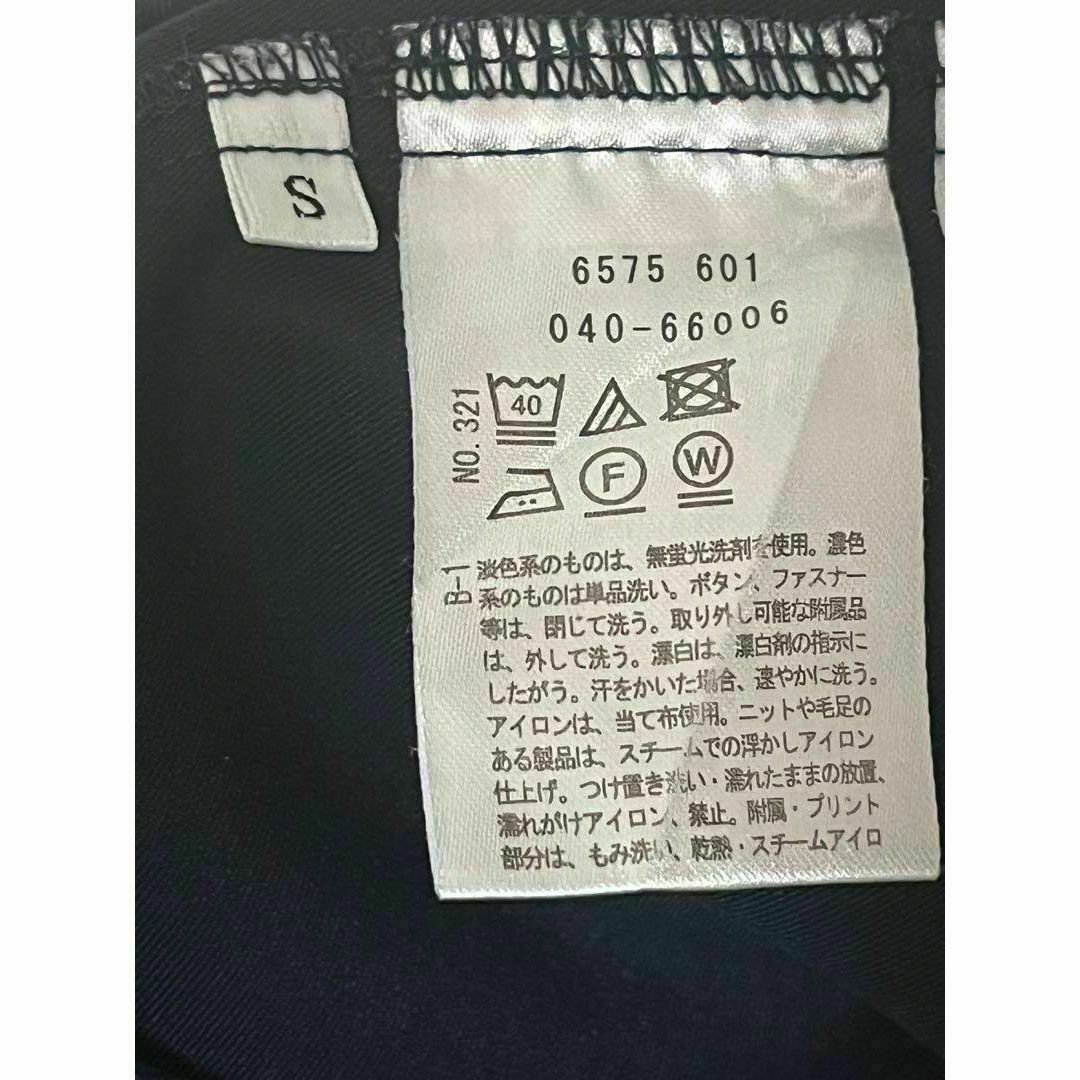 S
6575 601
040-66006
NO. 321
40
F
W
B-1
淡色系のものは、無蛍光洗剤を使用。濃色
系のものは単品洗い。ボタン、ファスナー
等は、閉じて洗う。取り外し可能な附属品
は、外して洗う。漂白は、漂白剤の指示に
したがう。汗をかいた場合、速やかに洗う。
アイロンは、当て布使用。ニットや毛足の
ある製品は、スチームでの浮かしアイロン
仕上げ。つけ置き洗い・濡れたままの放置、
濡れがけアイロン、禁止。附属・プリント
部分は、もみ洗い、乾熱・スチームアイロ